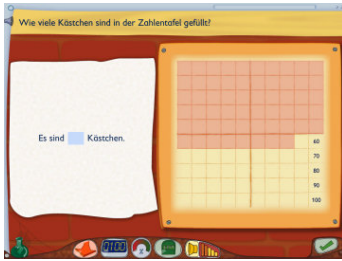 Wie viele Kästchen sind in der Zahlentafel gefüllt?
Es sind Kästchen.
60
70
80
90
100